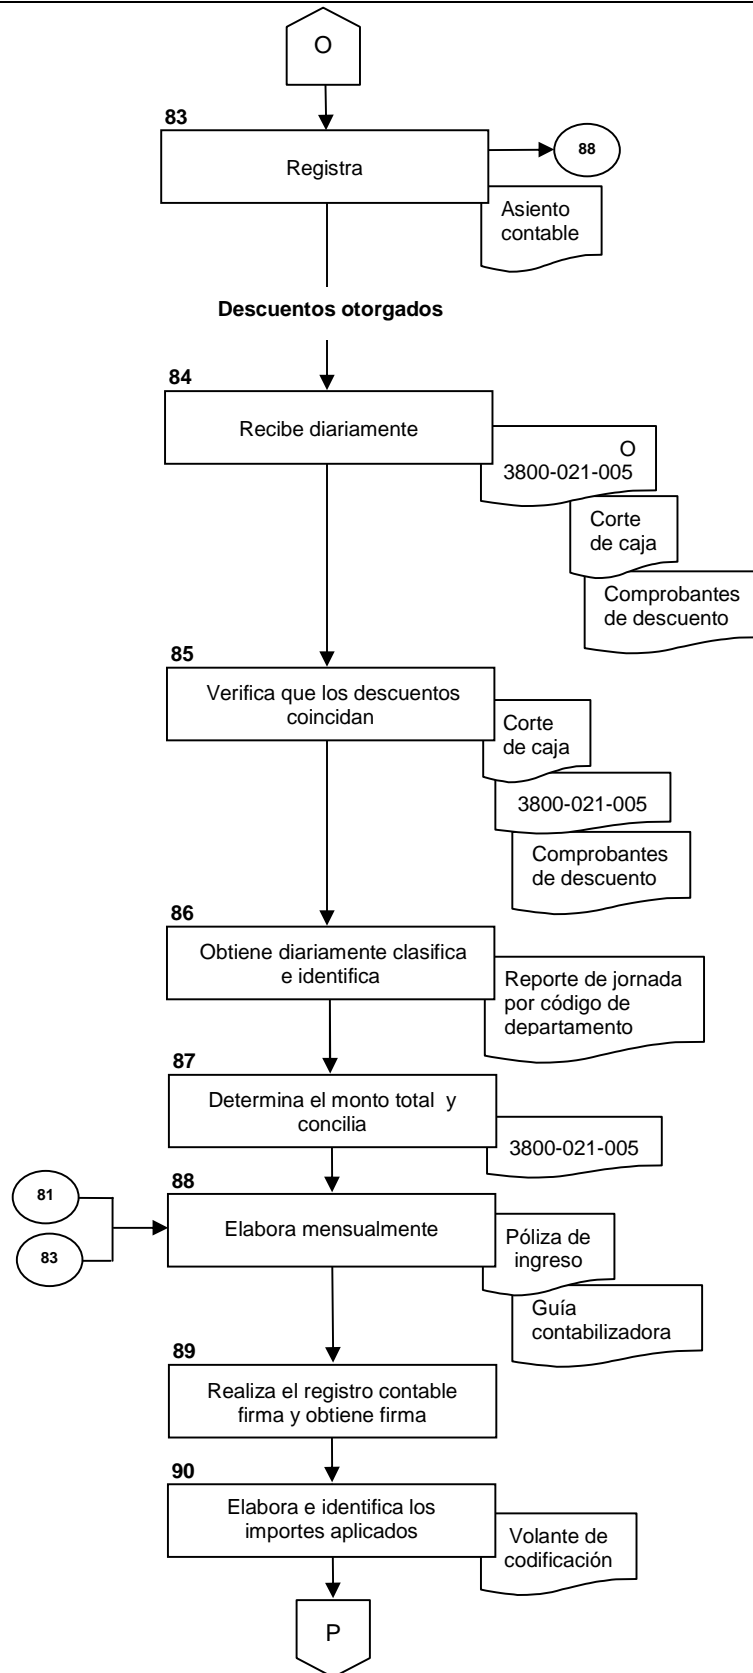 O
83
Registra
88
Asiento
contable
Descuentos otorgados
84
Recibe diariamente
O
3800-021-005
Corte
de caja
Comprobantes
de descuento
85
Verifica que los descuentos
coincidan
Corte
de caja
3800-021-005
Comprobantes
de descuento
86
Obtiene diariamente clasifica
e identifica
Reporte de jornada
por código de
departamento
87
Determina el monto total y
concilia
3800-021-005
81
83
88
Elabora mensualmente
Póliza de
ingreso
Guía
contabilizadora
89
Realiza el registro contable
firma y obtiene firma
90
Elabora e identifica los
importes aplicados
Volante de
codificación
P